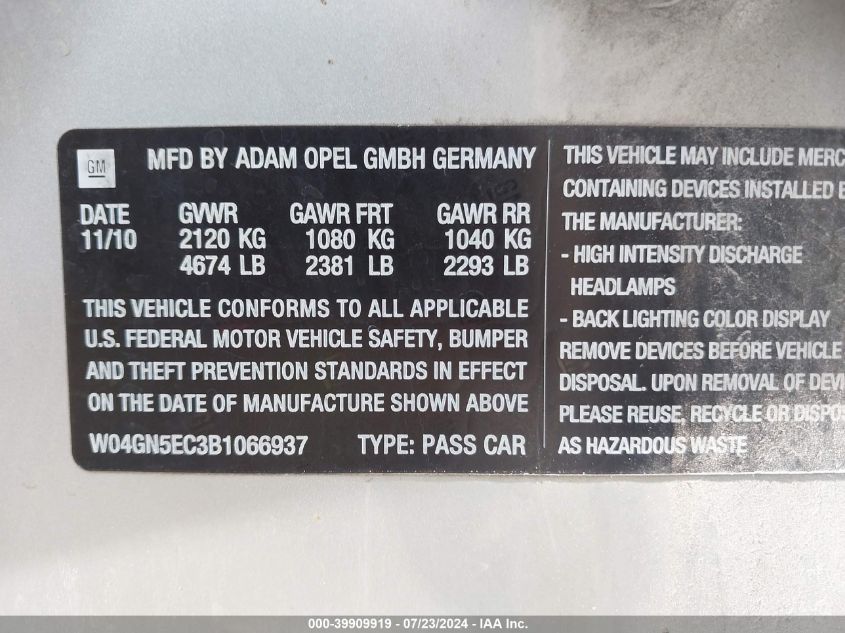 GM
MFD BY ADAM OPEL GMBH GERMANY
DATE GVWR GAWR FRT GAWR RR
11/10 2120 KG 1080 KG 1040 KG
4674 LB 2381 LB 2293 LB
THIS VEHICLE CONFORMS TO ALL APPLICABLE
U.S. FEDERAL MOTOR VEHICLE SAFETY, BUMPER
AND THEFT PREVENTION STANDARDS IN EFFECT
ON THE DATE OF MANUFACTURE SHOWN ABOVE
W04GN5EC3B1066937 TYPE: PASS CAR
THIS VEHICLE MAY INCLUDE MERC
CONTAINING DEVICES INSTALLED B
THE MANUFACTURER:
- HIGH INTENSITY DISCHARGE
HEADLAMPS
- BACK LIGHTING COLOR DISPLAY
REMOVE DEVICES BEFORE VEHICLE
DISPOSAL. UPON REMOVAL OF DEVI
PLEASE REUSE, RECYCLE OR DISPOS
AS HAZARDOUS WASTE
000-39909919 / 07/23/2024 - IAA Inc.